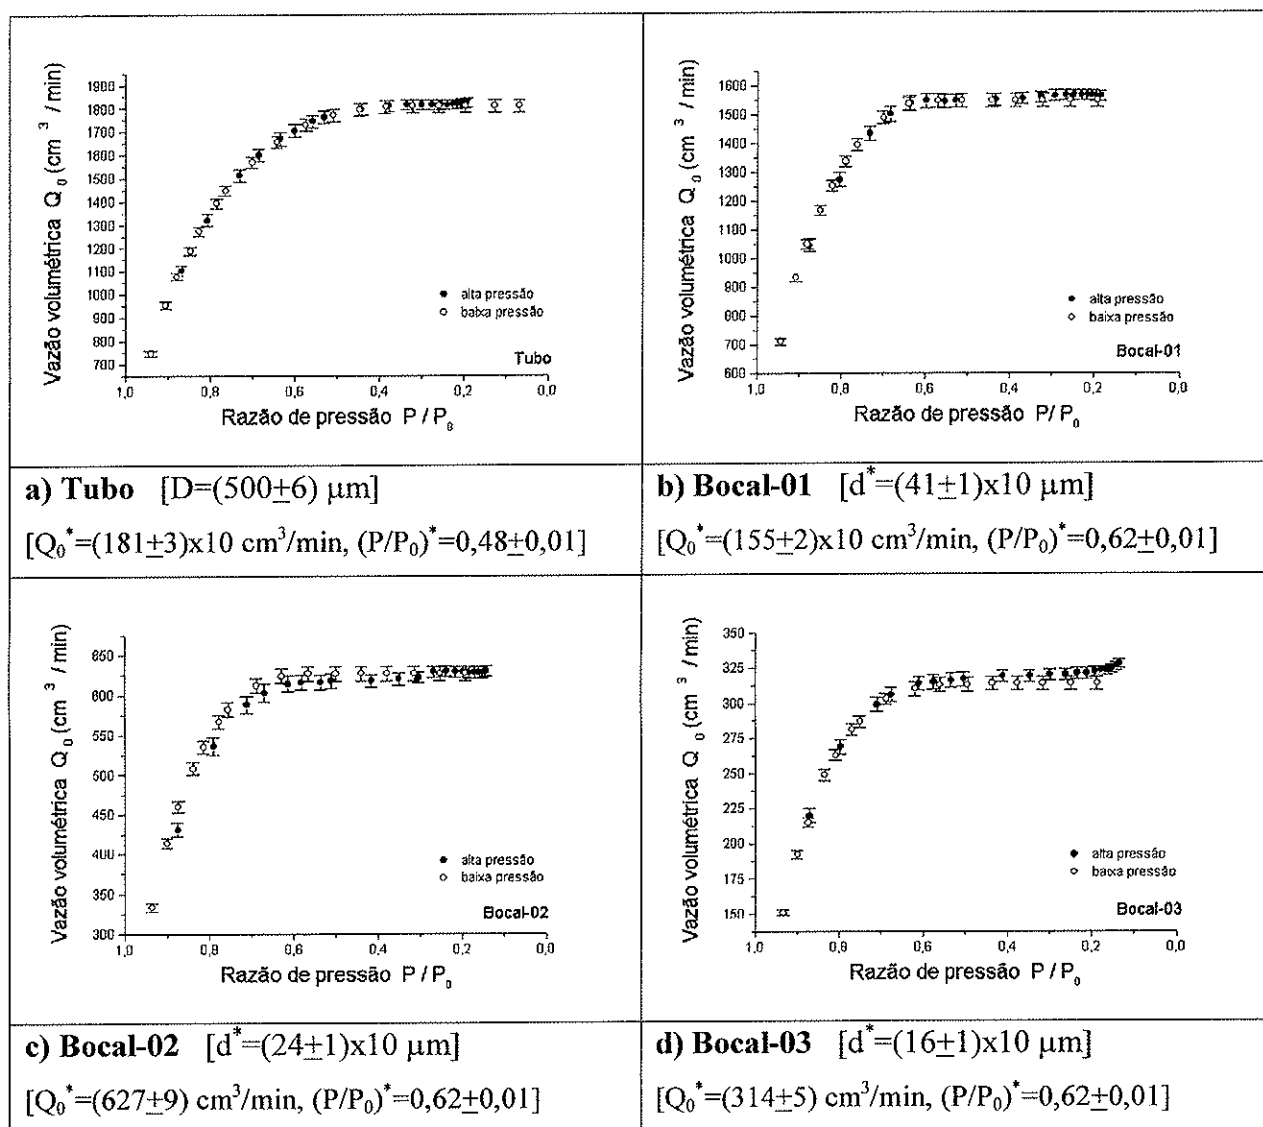 Vazão volumétrica Q₀ (cm³ / min)
1900
1800
1700
1600
1500
1400
1300
1200
1100
1000
900
800
700
alta pressão
baixa pressão
Tubo
1,0 0,8 0,6 0,4 0,2 0,0
Razão de pressão P / P₀
a) Tubo [D=(500±6) μm]
[Q₀*=(181±3)x10 cm³/min, (P/P₀)*=0,48±0,01]
Vazão volumétrica Q₀ (cm³ / min)
1600
1500
1400
1300
1200
1100
1000
900
800
700
600
alta pressão
baixa pressão
Bocal-01
1,0 0,8 0,6 0,4 0,2 0,0
Razão de pressão P / P₀
b) Bocal-01 [d*=(41±1)x10 μm]
[Q₀*=(155±2)x10 cm³/min, (P/P₀)*=0,62±0,01]
Vazão volumétrica Q₀ (cm³ / min)
650
600
550
500
450
400
350
300
alta pressão
baixa pressão
Bocal-02
1,0 0,8 0,6 0,4 0,2 0,0
Razão de pressão P / P₀
c) Bocal-02 [d*=(24±1)x10 μm]
[Q₀*=(627±9) cm³/min, (P/P₀)*=0,62±0,01]
Vazão volumétrica Q₀ (cm³ / min)
350
325
300
275
250
225
200
175
150
alta pressão
baixa pressão
Bocal-03
1,0 0,8 0,6 0,4 0,2 0,0
Razão de pressão P / P₀
d) Bocal-03 [d*=(16±1)x10 μm]
[Q₀*=(314±5) cm³/min, (P/P₀)*=0,62±0,01]